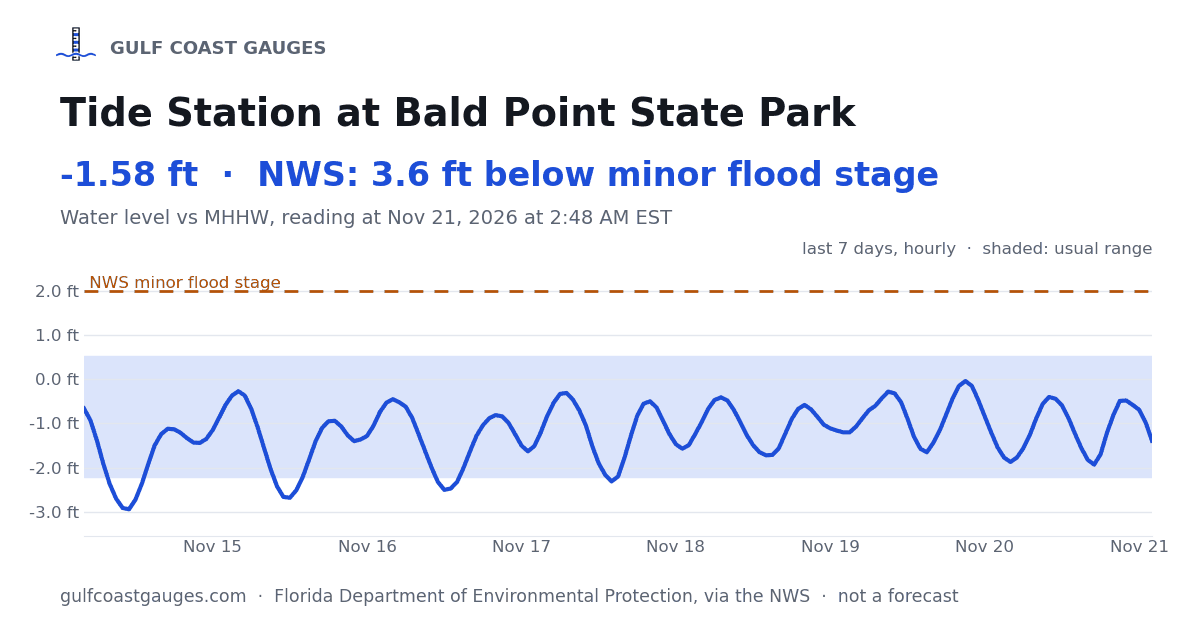 GULF COAST GAUGES
Tide Station at Bald Point State Park
-1.58 ft · NWS: 3.6 ft below minor flood stage
Water level vs MHHW, reading at Nov 21, 2026 at 2:48 AM EST
last 7 days, hourly · shaded: usual range
NWS minor flood stage
2.0 ft
1.0 ft
0.0 ft
-1.0 ft
-2.0 ft
-3.0 ft
Nov 15 Nov 16 Nov 17 Nov 18 Nov 19 Nov 20 Nov 21
gulfcoastgauges.com · Florida Department of Environmental Protection, via the NWS · not a forecast